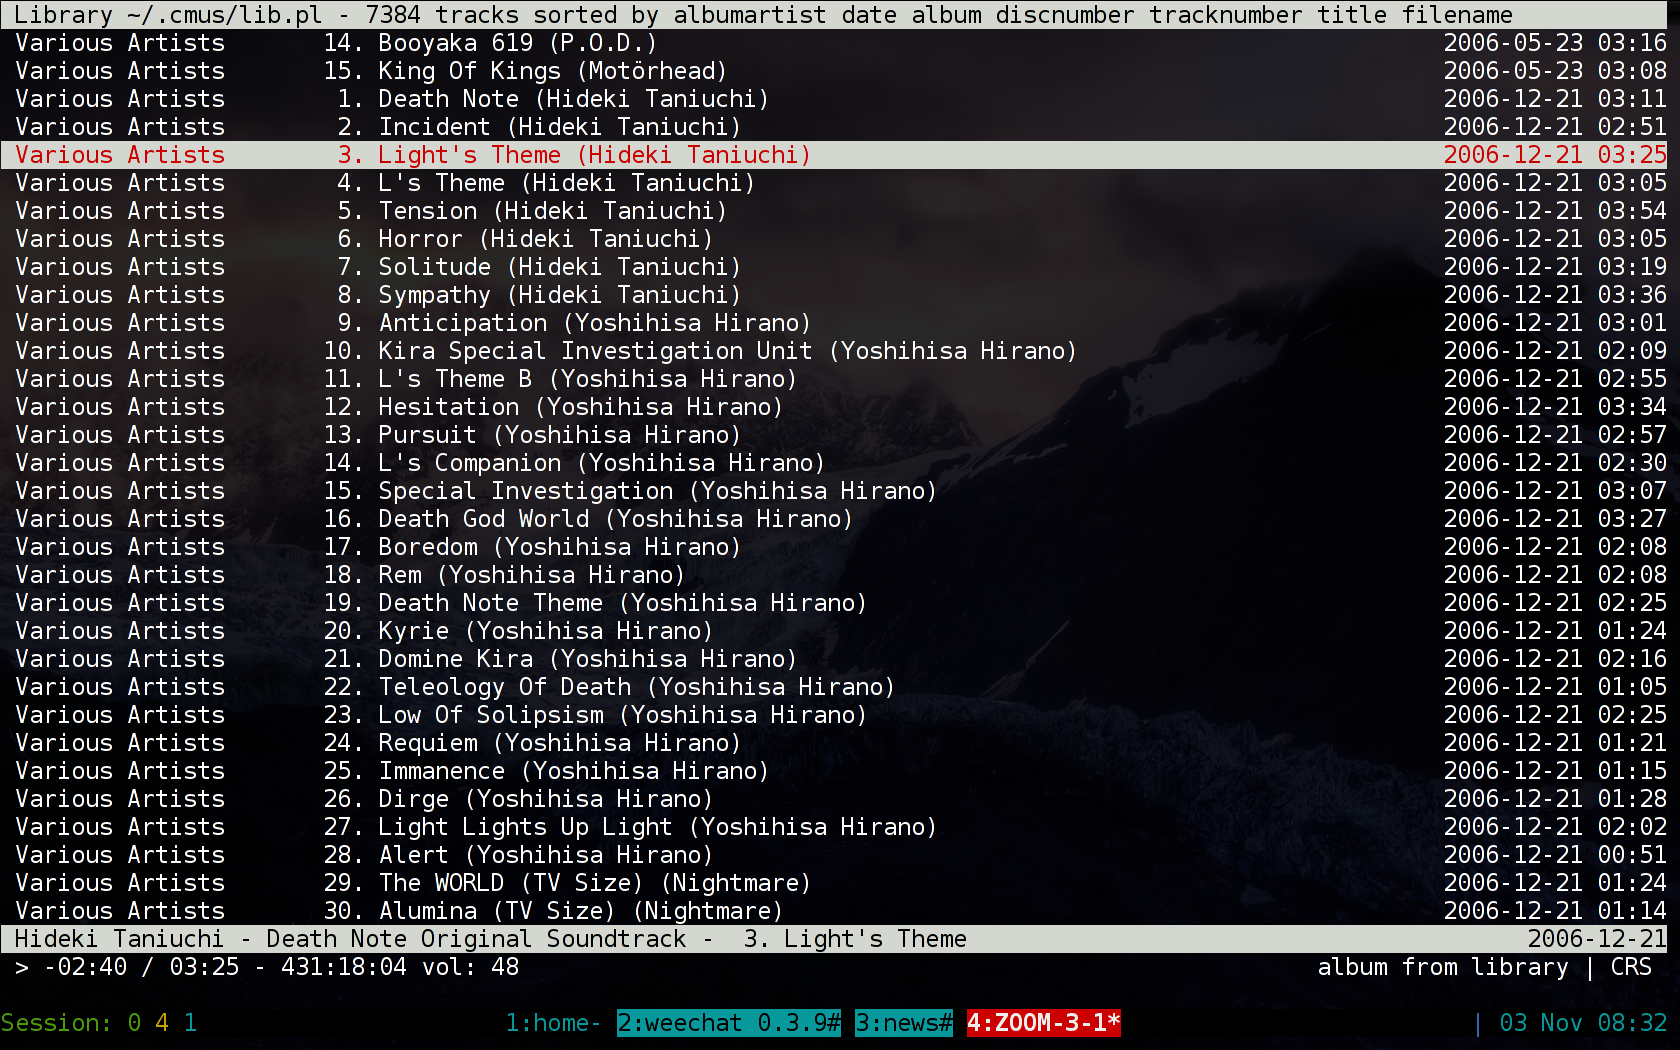 Library ~/.cmus/lib.pl - 7384 tracks sorted by albumartist date album discnumber tracknumber title filename
Various Artists 14. Booyaka 619 (P.O.D.) 2006-05-23 03:16
Various Artists 15. King Of Kings (Motörhead) 2006-05-23 03:08
Various Artists 1. Death Note (Hideki Taniuchi) 2006-12-21 03:11
Various Artists 2. Incident (Hideki Taniuchi) 2006-12-21 02:51
Various Artists 3. Light's Theme (Hideki Taniuchi) 2006-12-21 03:25
Various Artists 4. L's Theme (Hideki Taniuchi) 2006-12-21 03:05
Various Artists 5. Tension (Hideki Taniuchi) 2006-12-21 03:54
Various Artists 6. Horror (Hideki Taniuchi) 2006-12-21 03:05
Various Artists 7. Solitude (Hideki Taniuchi) 2006-12-21 03:19
Various Artists 8. Sympathy (Hideki Taniuchi) 2006-12-21 03:36
Various Artists 9. Anticipation (Yoshihisa Hirano) 2006-12-21 03:01
Various Artists 10. Kira Special Investigation Unit (Yoshihisa Hirano) 2006-12-21 02:09
Various Artists 11. L's Theme B (Yoshihisa Hirano) 2006-12-21 02:55
Various Artists 12. Hesitation (Yoshihisa Hirano) 2006-12-21 03:34
Various Artists 13. Pursuit (Yoshihisa Hirano) 2006-12-21 02:57
Various Artists 14. L's Companion (Yoshihisa Hirano) 2006-12-21 02:30
Various Artists 15. Special Investigation (Yoshihisa Hirano) 2006-12-21 03:07
Various Artists 16. Death God World (Yoshihisa Hirano) 2006-12-21 03:27
Various Artists 17. Boredom (Yoshihisa Hirano) 2006-12-21 02:08
Various Artists 18. Rem (Yoshihisa Hirano) 2006-12-21 02:08
Various Artists 19. Death Note Theme (Yoshihisa Hirano) 2006-12-21 02:25
Various Artists 20. Kyrie (Yoshihisa Hirano) 2006-12-21 01:24
Various Artists 21. Domine Kira (Yoshihisa Hirano) 2006-12-21 02:16
Various Artists 22. Teleology Of Death (Yoshihisa Hirano) 2006-12-21 01:05
Various Artists 23. Low Of Solipsism (Yoshihisa Hirano) 2006-12-21 02:25
Various Artists 24. Requiem (Yoshihisa Hirano) 2006-12-21 01:21
Various Artists 25. Immanence (Yoshihisa Hirano) 2006-12-21 01:15
Various Artists 26. Dirge (Yoshihisa Hirano) 2006-12-21 01:28
Various Artists 27. Light Lights Up Light (Yoshihisa Hirano) 2006-12-21 02:02
Various Artists 28. Alert (Yoshihisa Hirano) 2006-12-21 00:51
Various Artists 29. The WORLD (TV Size) (Nightmare) 2006-12-21 01:24
Various Artists 30. Alumina (TV Size) (Nightmare) 2006-12-21 01:14
Hideki Taniuchi - Death Note Original Soundtrack - 3. Light's Theme 2006-12-21
> -02:40 / 03:25 - 431:18:04 vol: 48 album from library | CRS
Session: 0 4 1 1:home- 2:weechat 0.3.9# 3:news# 4:ZOOM-3-1* | 03 Nov 08:32